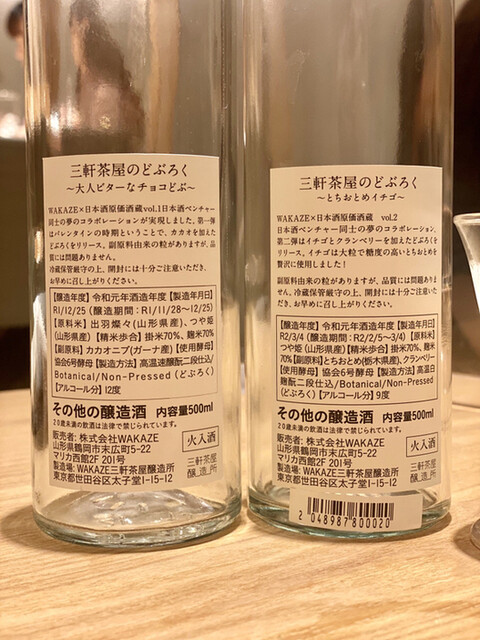 三軒茶屋のどぶろく
〜大人ビターなチョコどぶ〜
WAKAZE×日本酒原価酒蔵vol.1日本酒ベンチャー
同士の夢のコラボレーションが実現しました。第一弾
はバレンタインの時期ということで、カカオを加えた
どぶろくをリリース。副原料由来の粒がありますが、品
質には問題ありません。
冷蔵保管厳守の上、開封には十分ご注意いただき、
お早めに召し上がりください。
【醸造年度】令和元年酒造年度【製造年月日】
R1/12/25(醸造期間:R1/11/28〜12/25)【原
料米】出羽燦々(山形県産)、つや姫
(山形県産)【精米歩合】掛米70%、麹米70%
【副原料】カカオニブ(ガーナ産)【使用酵母】
協会6号酵母【製造方法】高温速醸二段仕込/
Botanical/Non-Pressed(どぶろく)
【アルコール分】12度
その他の醸造酒 内容量500ml
20歳未満の飲酒は法律で禁じられています。
販売者:株式会社WAKAZE
山形県鶴岡市末広町5-22
マリカ西館2F 201号
製造場:WAKAZE三軒茶屋醸造所
東京都世田谷区太子堂1-15-12
火入酒
三軒茶屋
醸造所
三軒茶屋のどぶろく
〜とちおとめイチゴ〜
WAKAZE×日本酒原価酒蔵 vol.2
日本酒ベンチャー同士の夢のコラボレーション。
第二弾はイチゴとクランベリーを加えたどぶろく
をリリース。イチゴは大粒で糖度の高いとちおとめを
贅沢に使用しました!
副原料由来の粒がありますが、品質には問題ありませ
ん。冷蔵保管厳守の上、開封には十分ご注意いただき、
お早めに召し上がりください。
【醸造年度】令和元年酒造年度【製造年月日】
R2/3/4(醸造期間:R2/2/5〜3/4)【原料米】
つや姫(山形県産)【精米歩合】掛米70%、麹米
70%【副原料】とちおとめ(栃木県産)、クランベリー
【使用酵母】協会6号酵母【製造方法】高温白
麹酛二段仕込/Botanical/Non-Pressed
(どぶろく)【アルコール分】9度
その他の醸造酒 内容量500ml
20歳未満の飲酒は法律で禁じられています。
販売者:株式会社WAKAZE
山形県鶴岡市末広町5-22
マリカ西館2F 201号
製造場:WAKAZE三軒茶屋醸造所
東京都世田谷区太子堂1-15-12
火入酒
三軒茶屋
醸造所
2 048987 800020